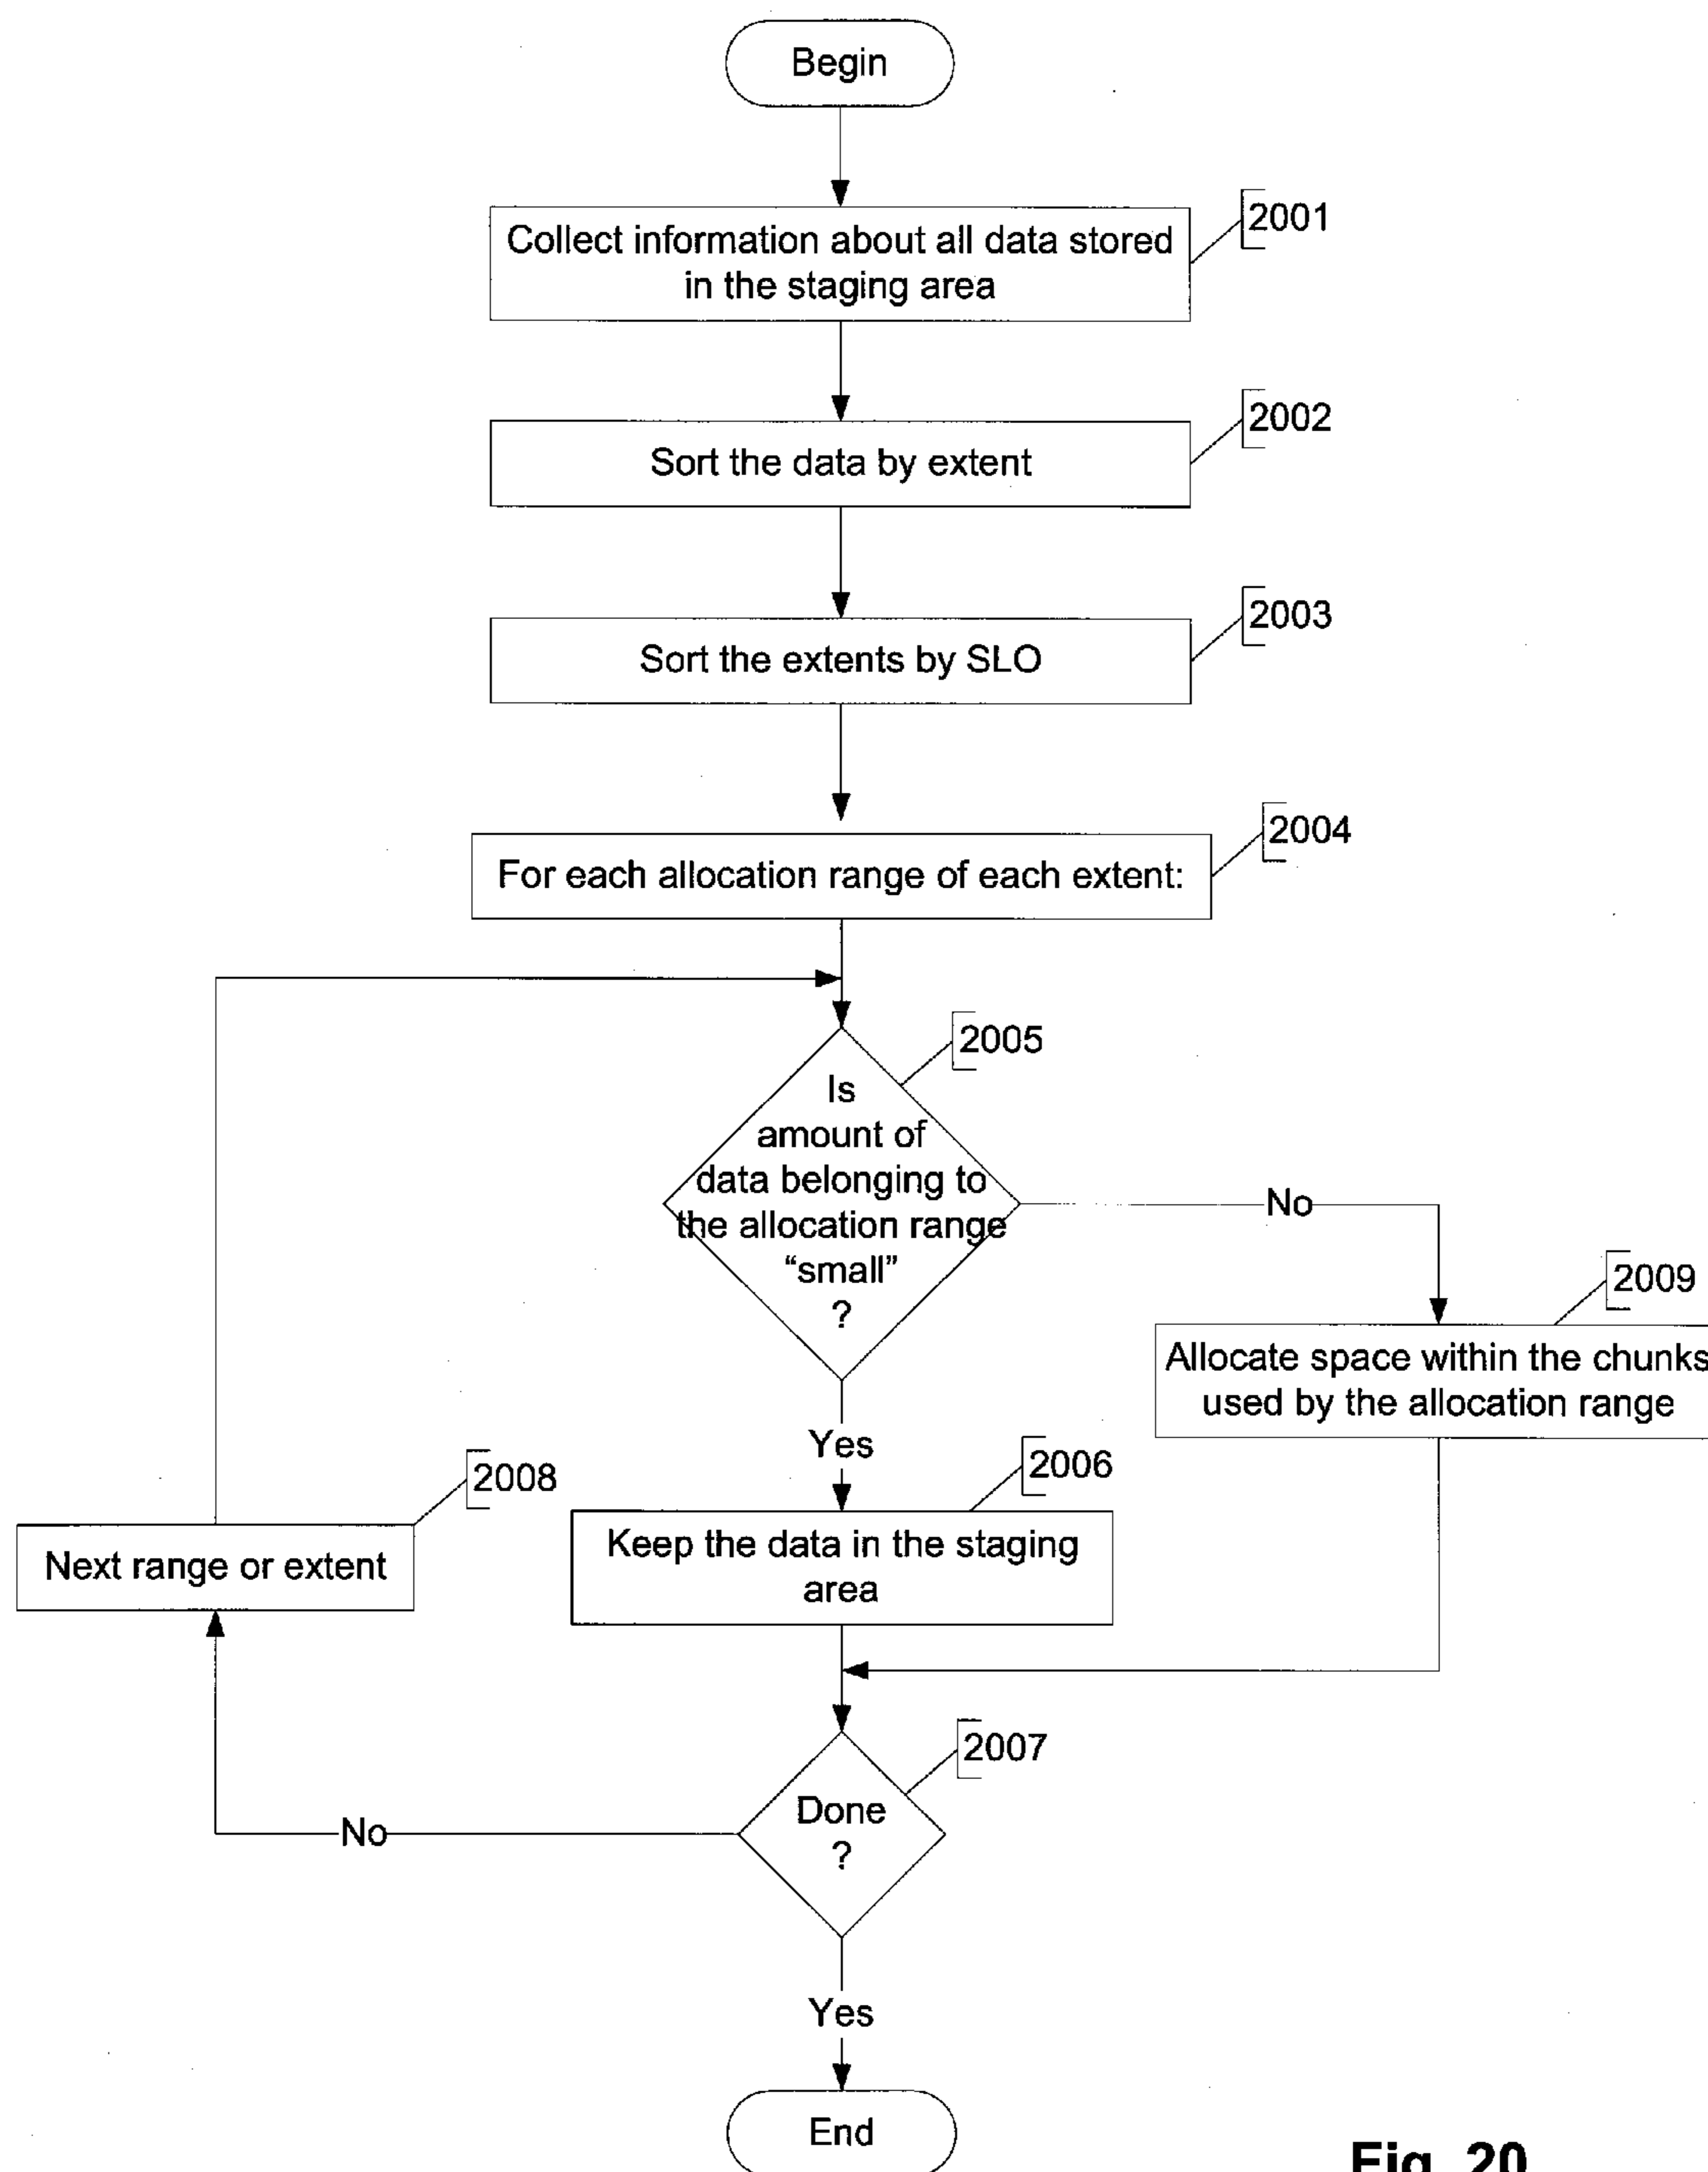 Begin
2001
Collect information about all data stored
in the staging area
2002
Sort the data by extent
2003
Sort the extents by SLO
2004
For each allocation range of each extent:
2005
Is
amount of
data belonging to
the allocation range
“small”
?
No
2009
Allocate space within the chunks
used by the allocation range
Yes
2006
Keep the data in the staging
area
2008
Next range or extent
2007
Done
?
No
Yes
End
Fig. 20